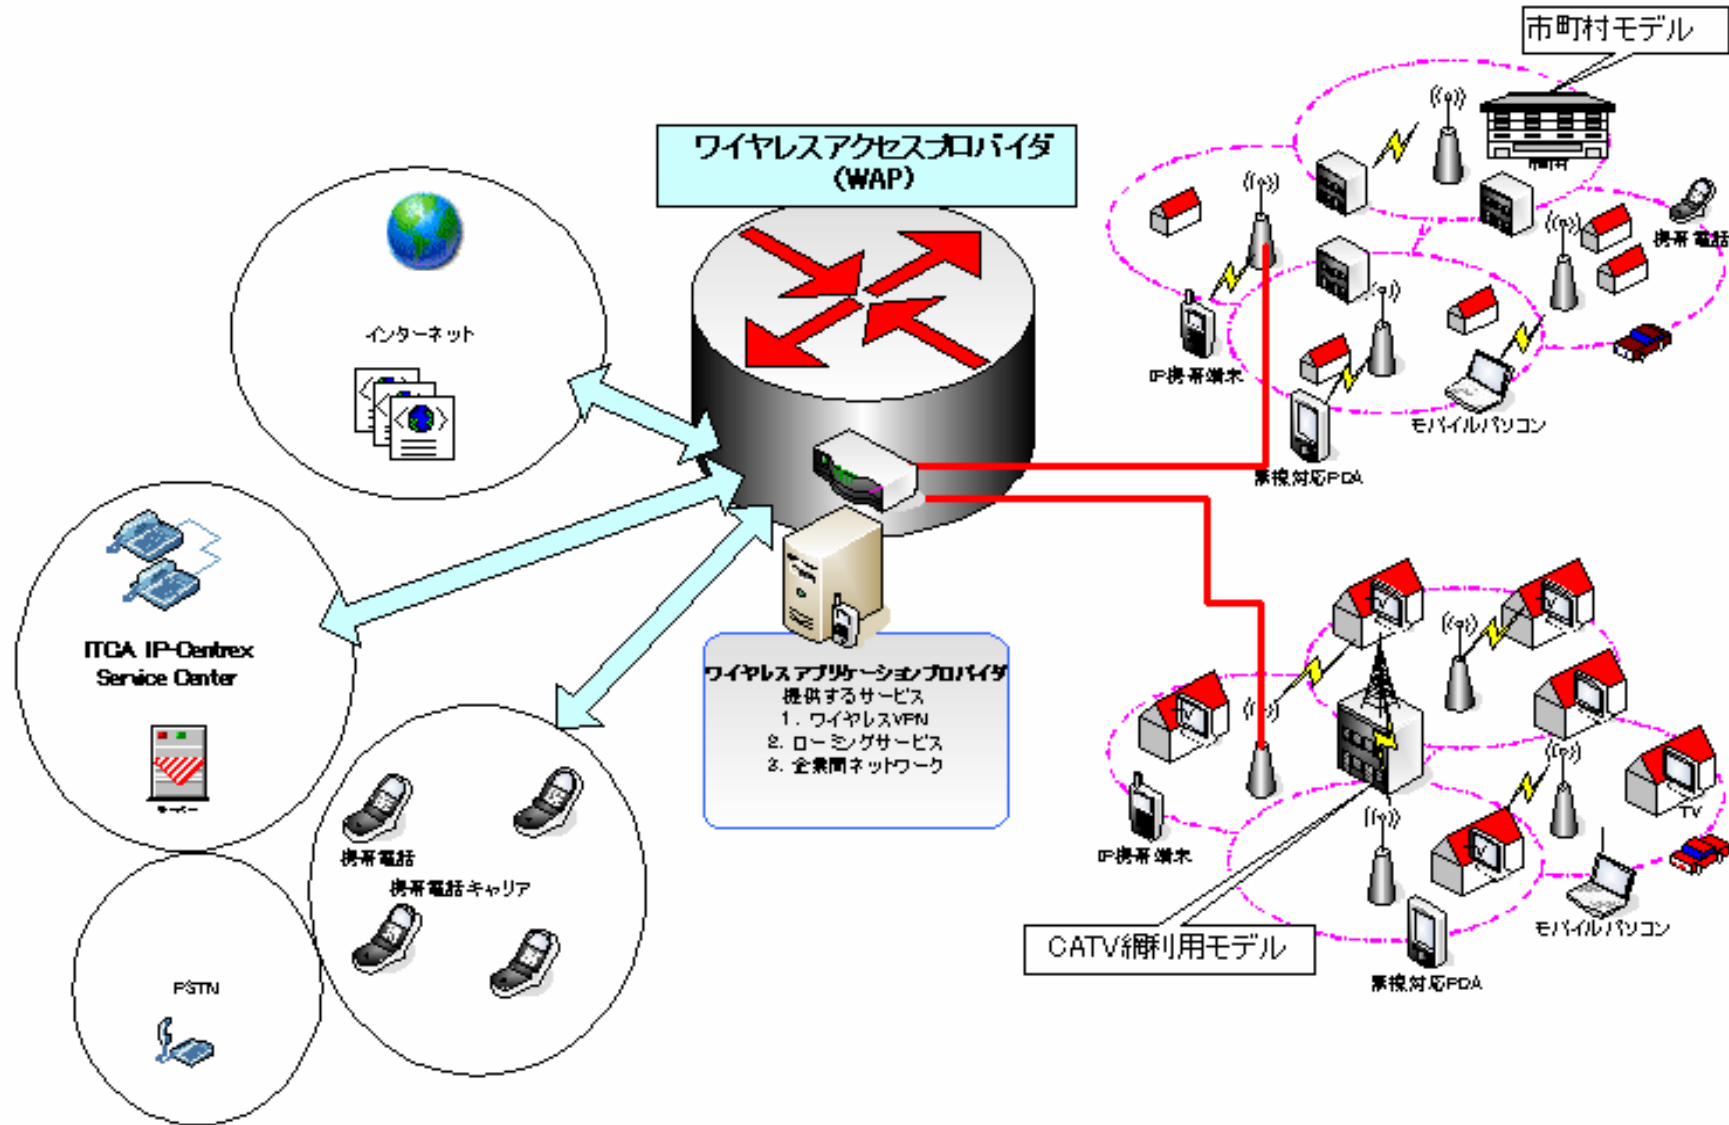 市町村モデル
ワイヤレスアクセスプロバイダ
(WAP)
市町村
携帯電話
インターネット
IP携帯端末
モバイルパソコン
無線対応PDA
ITCA IP-Centrex
Service Center
サーバー
ワイヤレスアプリケーションプロバイダ
提供するサービス
1. ワイヤレスVPN
2. ローミングサービス
3. 企業間ネットワーク
携帯電話
携帯電話キャリア
PSTN
TV
IP携帯端末
モバイルパソコン
CATV網利用モデル
無線対応PDA